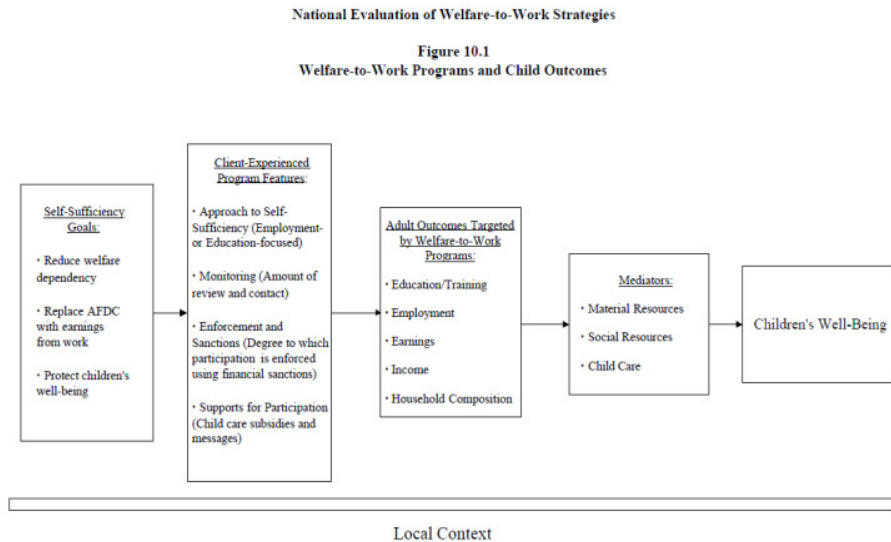 National Evaluation of Welfare-to-Work Strategies
Figure 10.1
Welfare-to-Work Programs and Child Outcomes
Self-Sufficiency
Goals:
· Reduce welfare
dependency
· Replace AFDC
with earnings
from work
· Protect children's
well-being
Client-Experienced
Program Features:
· Approach to Self-
Sufficiency (Employment-
or Education-focused)
· Monitoring (Amount of
review and contact)
· Enforcement and
Sanctions (Degree to which
participation is enforced
using financial sanctions)
· Supports for Participation
(Child care subsidies and
messages)
Adult Outcomes Targeted
by Welfare-to-Work
Programs:
· Education/Training
· Employment
· Earnings
· Income
· Household Composition
Mediators:
· Material Resources
· Social Resources
· Child Care
Children's Well-Being
Local Context